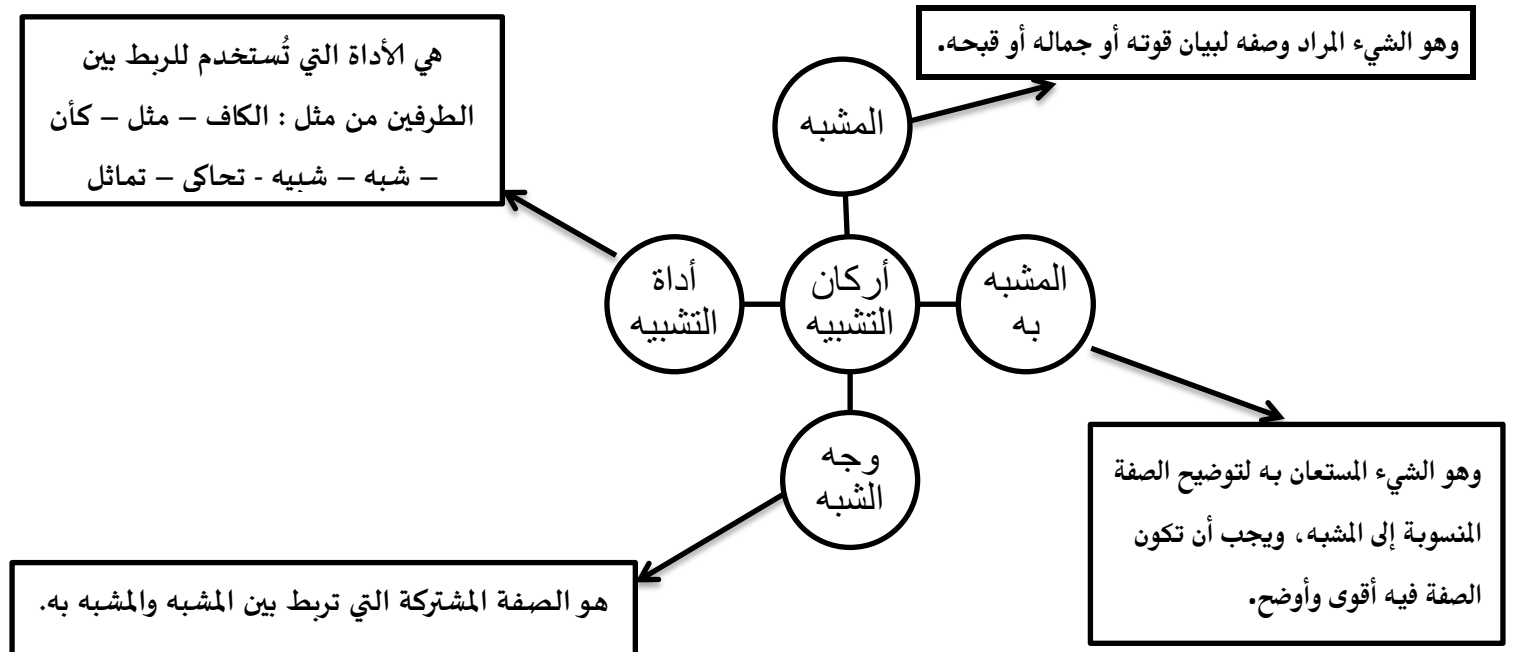 وهو الشيء المراد وصفه لبيان قوته أو جماله أو قبحه.
هي الأداة التي تُستخدم للربط بين
الطرفين من مثل : الكاف – مثل – كأن
– شبه – شبيه - تحاكي – تماثل
المشبه
المشبه
به
أركان
التشبيه
أداة
التشبيه
وجه
الشبه
وهو الشيء المستعان به لتوضيح الصفة
المنسوبة إلى المشبه، ويجب أن تكون
الصفة فيه أقوى وأوضح.
هو الصفة المشتركة التي تربط بين المشبه والمشبه به.